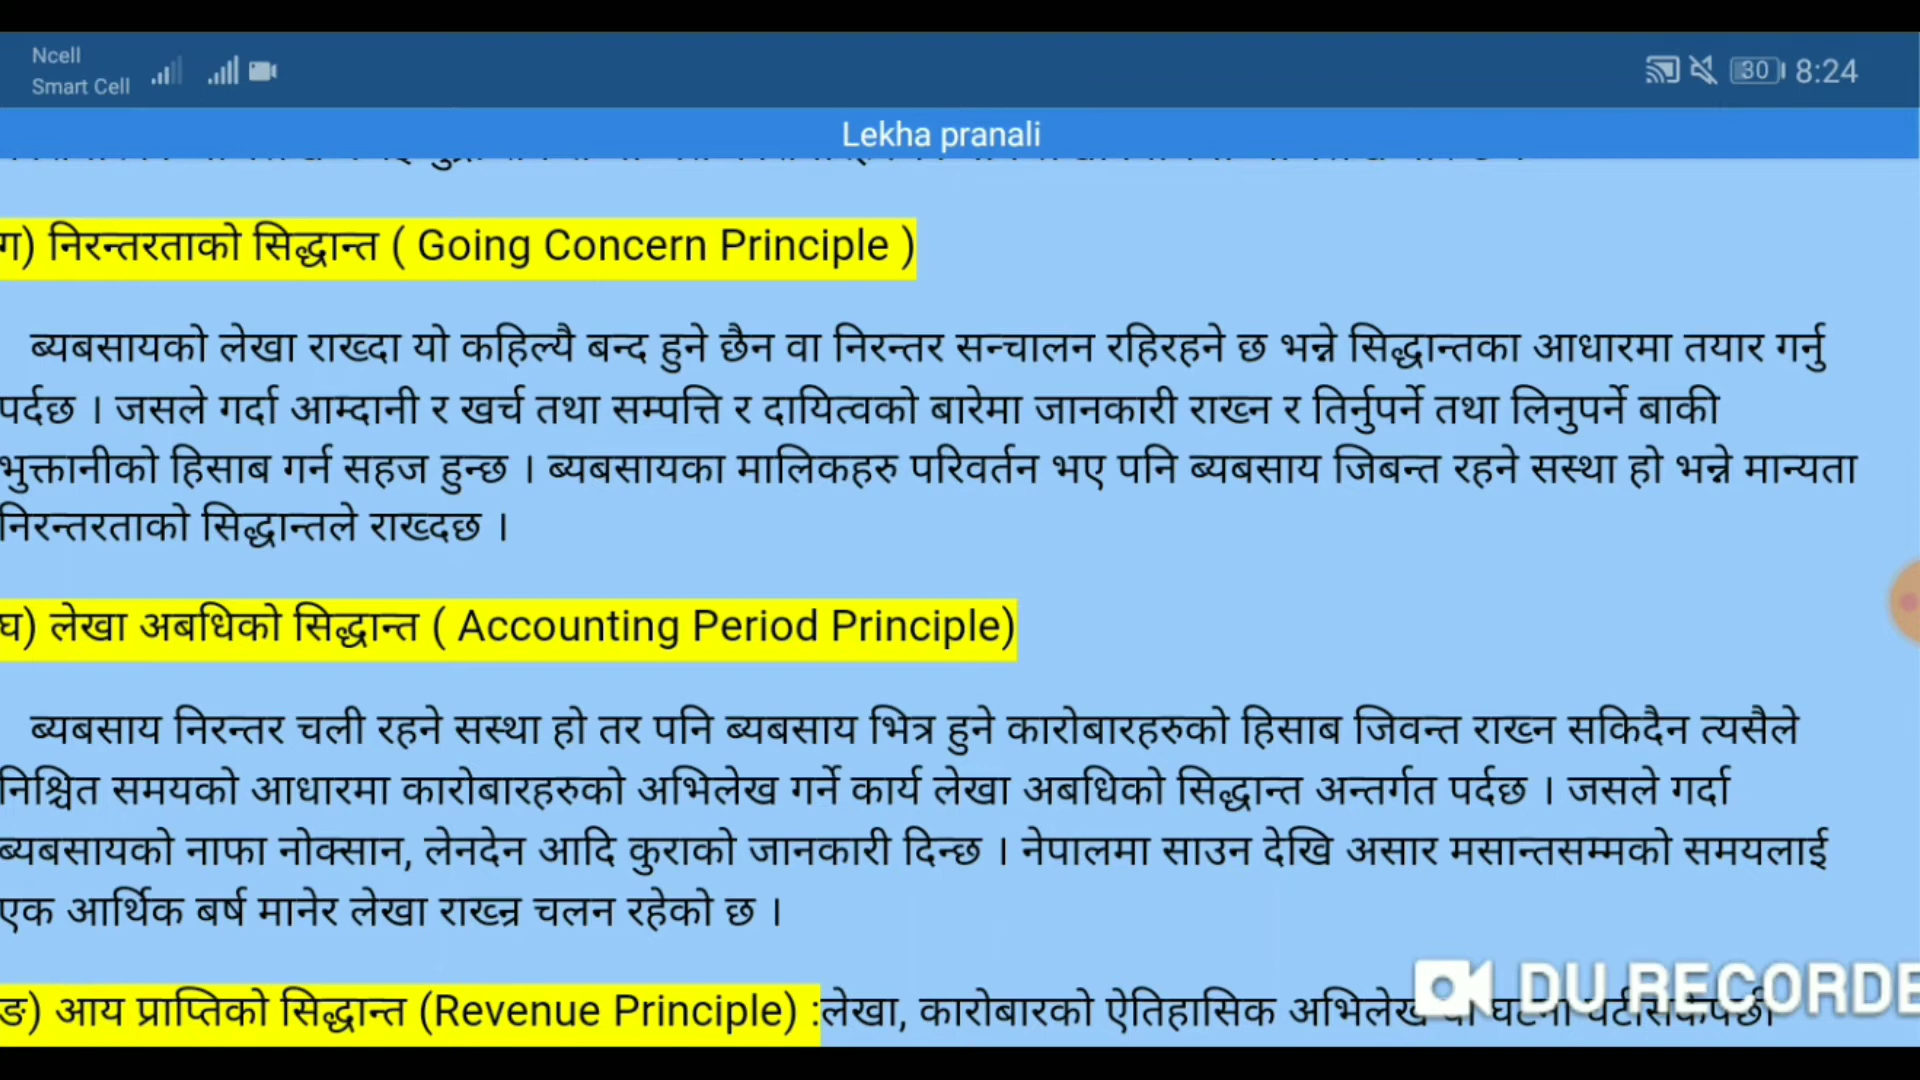 Ncell
Smart Cell
30 8:24
Lekha pranali
ग) निरन्तरताको सिद्धान्त ( Going Concern Principle )
ब्यबसायको लेखा राख्दा यो कहिल्यै बन्द हुने छैन वा निरन्तर सन्चालन रहिरहने छ भन्ने सिद्धान्तका आधारमा तयार गर्नु
पर्दछ । जसले गर्दा आम्दानी र खर्च तथा सम्पत्ति र दायित्वको बारेमा जानकारी राख्न र तिर्नुपर्ने तथा लिनुपर्ने बाकी
भुक्तानीको हिसाब गर्न सहज हुन्छ । ब्यबसायका मालिकहरु परिवर्तन भए पनि ब्यबसाय जिबन्त रहने सस्था हो भन्ने मान्यता
निरन्तरताको सिद्धान्तले राख्दछ ।
घ) लेखा अबधिको सिद्धान्त ( Accounting Period Principle)
ब्यबसाय निरन्तर चली रहने सस्था हो तर पनि ब्यबसाय भित्र हुने कारोबारहरुको हिसाब जिवन्त राख्न सकिदैन त्यसैले
निश्चित समयको आधारमा कारोबारहरुको अभिलेख गर्ने कार्य लेखा अबधिको सिद्धान्त अन्तर्गत पर्दछ । जसले गर्दा
ब्यबसायको नाफा नोक्सान, लेनदेन आदि कुराको जानकारी दिन्छ । नेपालमा साउन देखि असार मसान्तसम्मको समयलाई
एक आर्थिक बर्ष मानेर लेखा राख्न्र चलन रहेको छ ।
ङ) आय प्राप्तिको सिद्धान्त (Revenue Principle) :लेखा, कारोबारको ऐतिहासिक अभिलेख
DU RECORDE